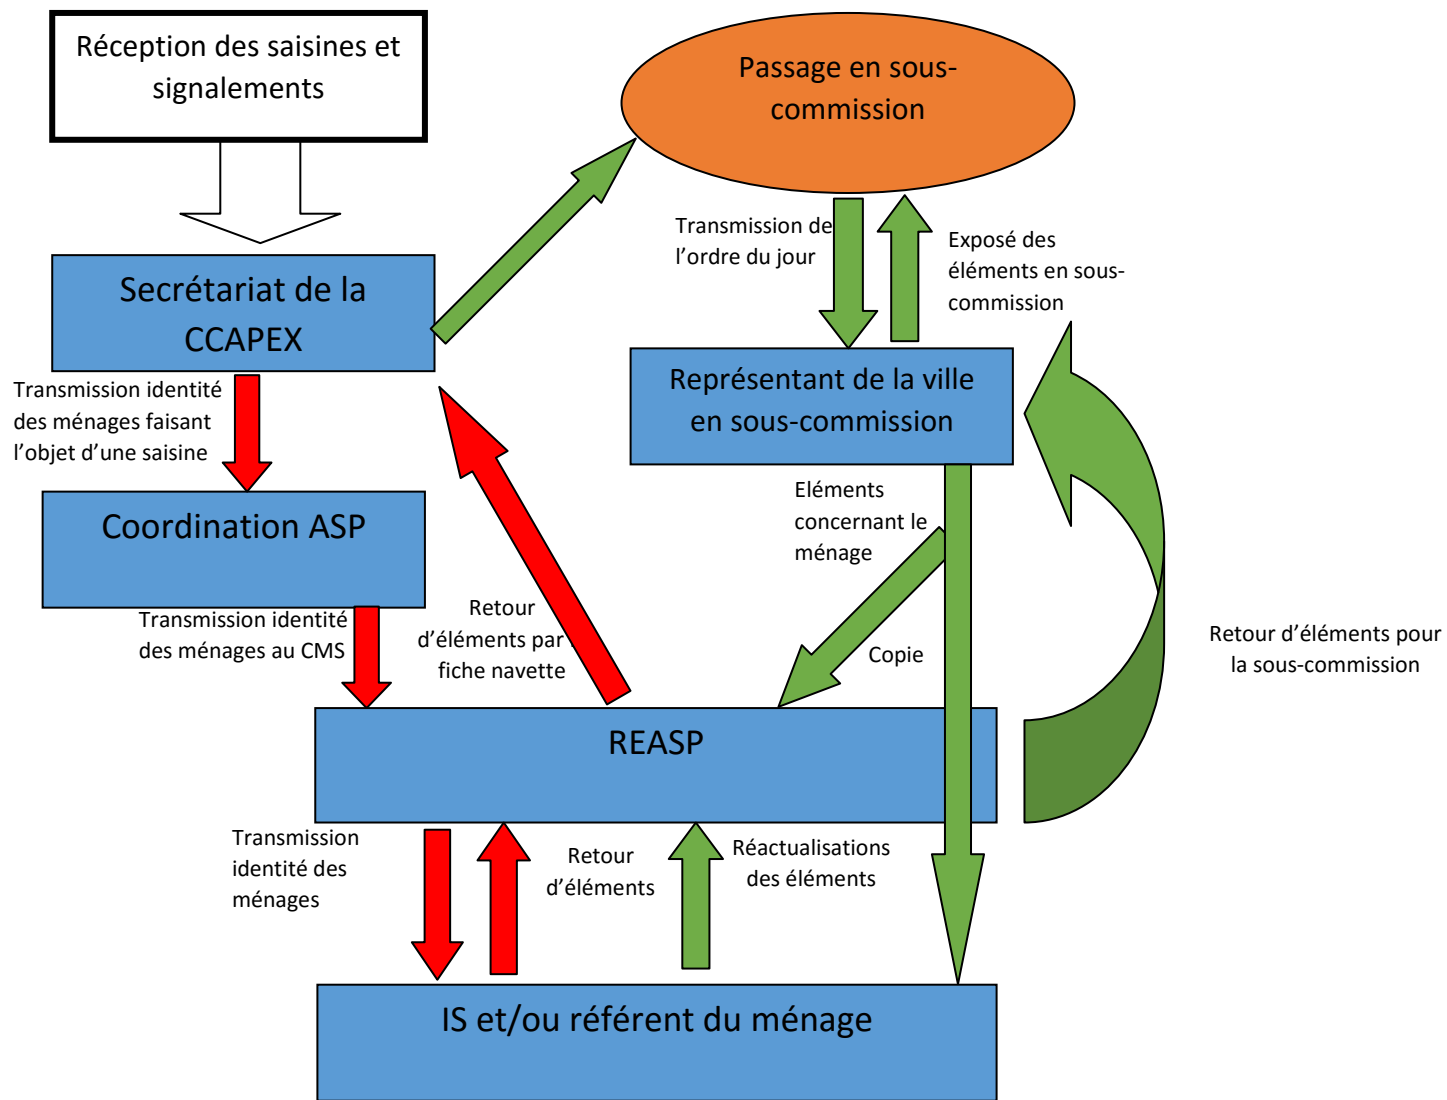 Réception des saisines et
signalements
Passage en sous-
commission
Transmission de
l’ordre du jour
Exposé des
éléments en sous-
commission
Secrétariat de la
CCAPEX
Représentant de la ville
en sous-commission
Transmission identité
des ménages faisant
l’objet d’une saisine
Coordination ASP
Eléments
concernant le
ménage
Transmission identité
des ménages au CMS
Retour
d’éléments par
fiche navette
Copie
Retour d’éléments pour
la sous-commission
REASP
Transmission
identité des
ménages
Retour
d’éléments
Réactualisations
des éléments
IS et/ou référent du ménage